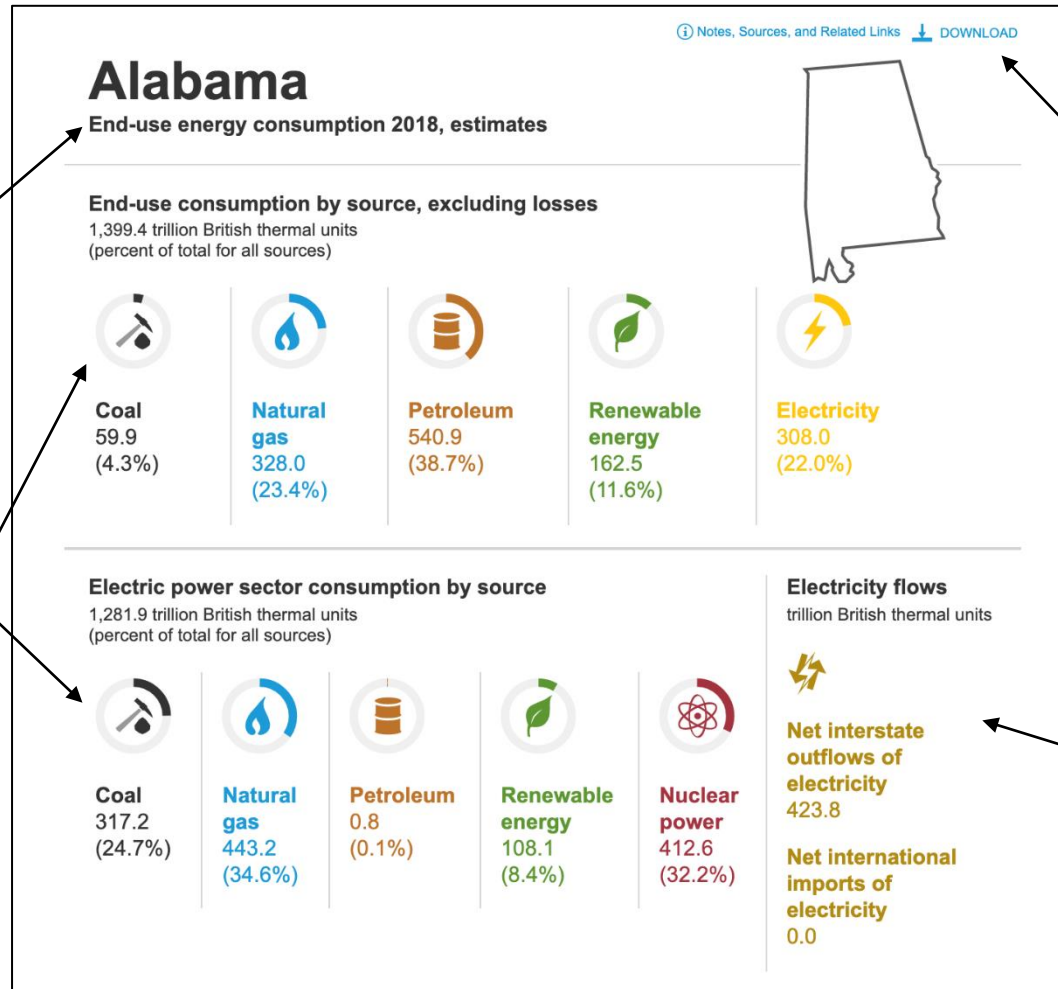 Notes, Sources, and Related Links DOWNLOAD
Alabama
End-use energy consumption 2018, estimates
End-use consumption by source, excluding losses
1,399.4 trillion British thermal units
(percent of total for all sources)
Coal
59.9
(4.3%)
Natural
gas
328.0
(23.4%)
Petroleum
540.9
(38.7%)
Renewable
energy
162.5
(11.6%)
Electricity
308.0
(22.0%)
Electric power sector consumption by source
1,281.9 trillion British thermal units
(percent of total for all sources)
Coal
317.2
(24.7%)
Natural
gas
443.2
(34.6%)
Petroleum
0.8
(0.1%)
Renewable
energy
108.1
(8.4%)
Nuclear
power
412.6
(32.2%)
Electricity flows
trillion British thermal units
Net interstate
outflows of
electricity
423.8
Net international
imports of
electricity
0.0